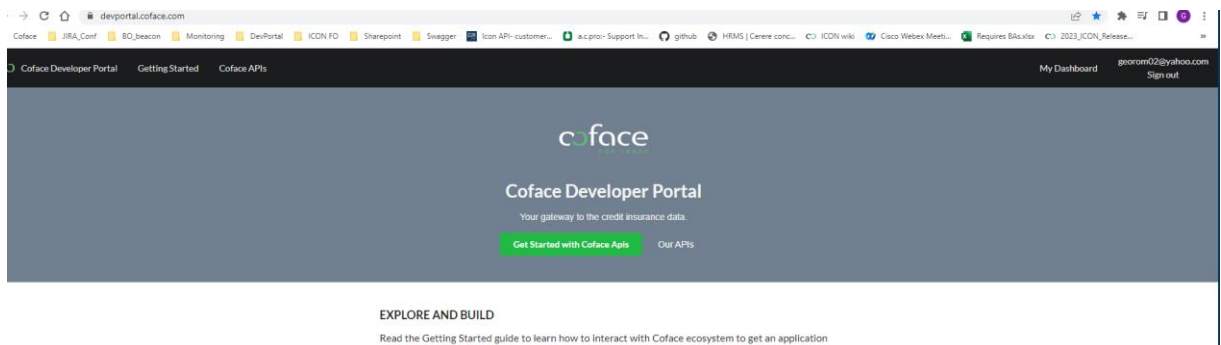 devportal.coface.com
Coface JIRA_Conf BO_beacon Monitoring DevPortal ICON FO Sharepoint Swagger Icon API- customer... a.c.pro:- Support In... github HRMS | Cerere conc... ICON wiki Cisco Webex Meeti... Requires BAs.xlsx 2023_ICON_Release... »
Coface Developer Portal Getting Started Coface APIs My Dashboard georom02@yahoo.com
Sign out
coface
FOR TRADE
Coface Developer Portal
Your gateway to the credit insurance data.
Get Started with Coface Apis Our APIs
EXPLORE AND BUILD
Read the Getting Started guide to learn how to interact with Coface ecosystem to get an application